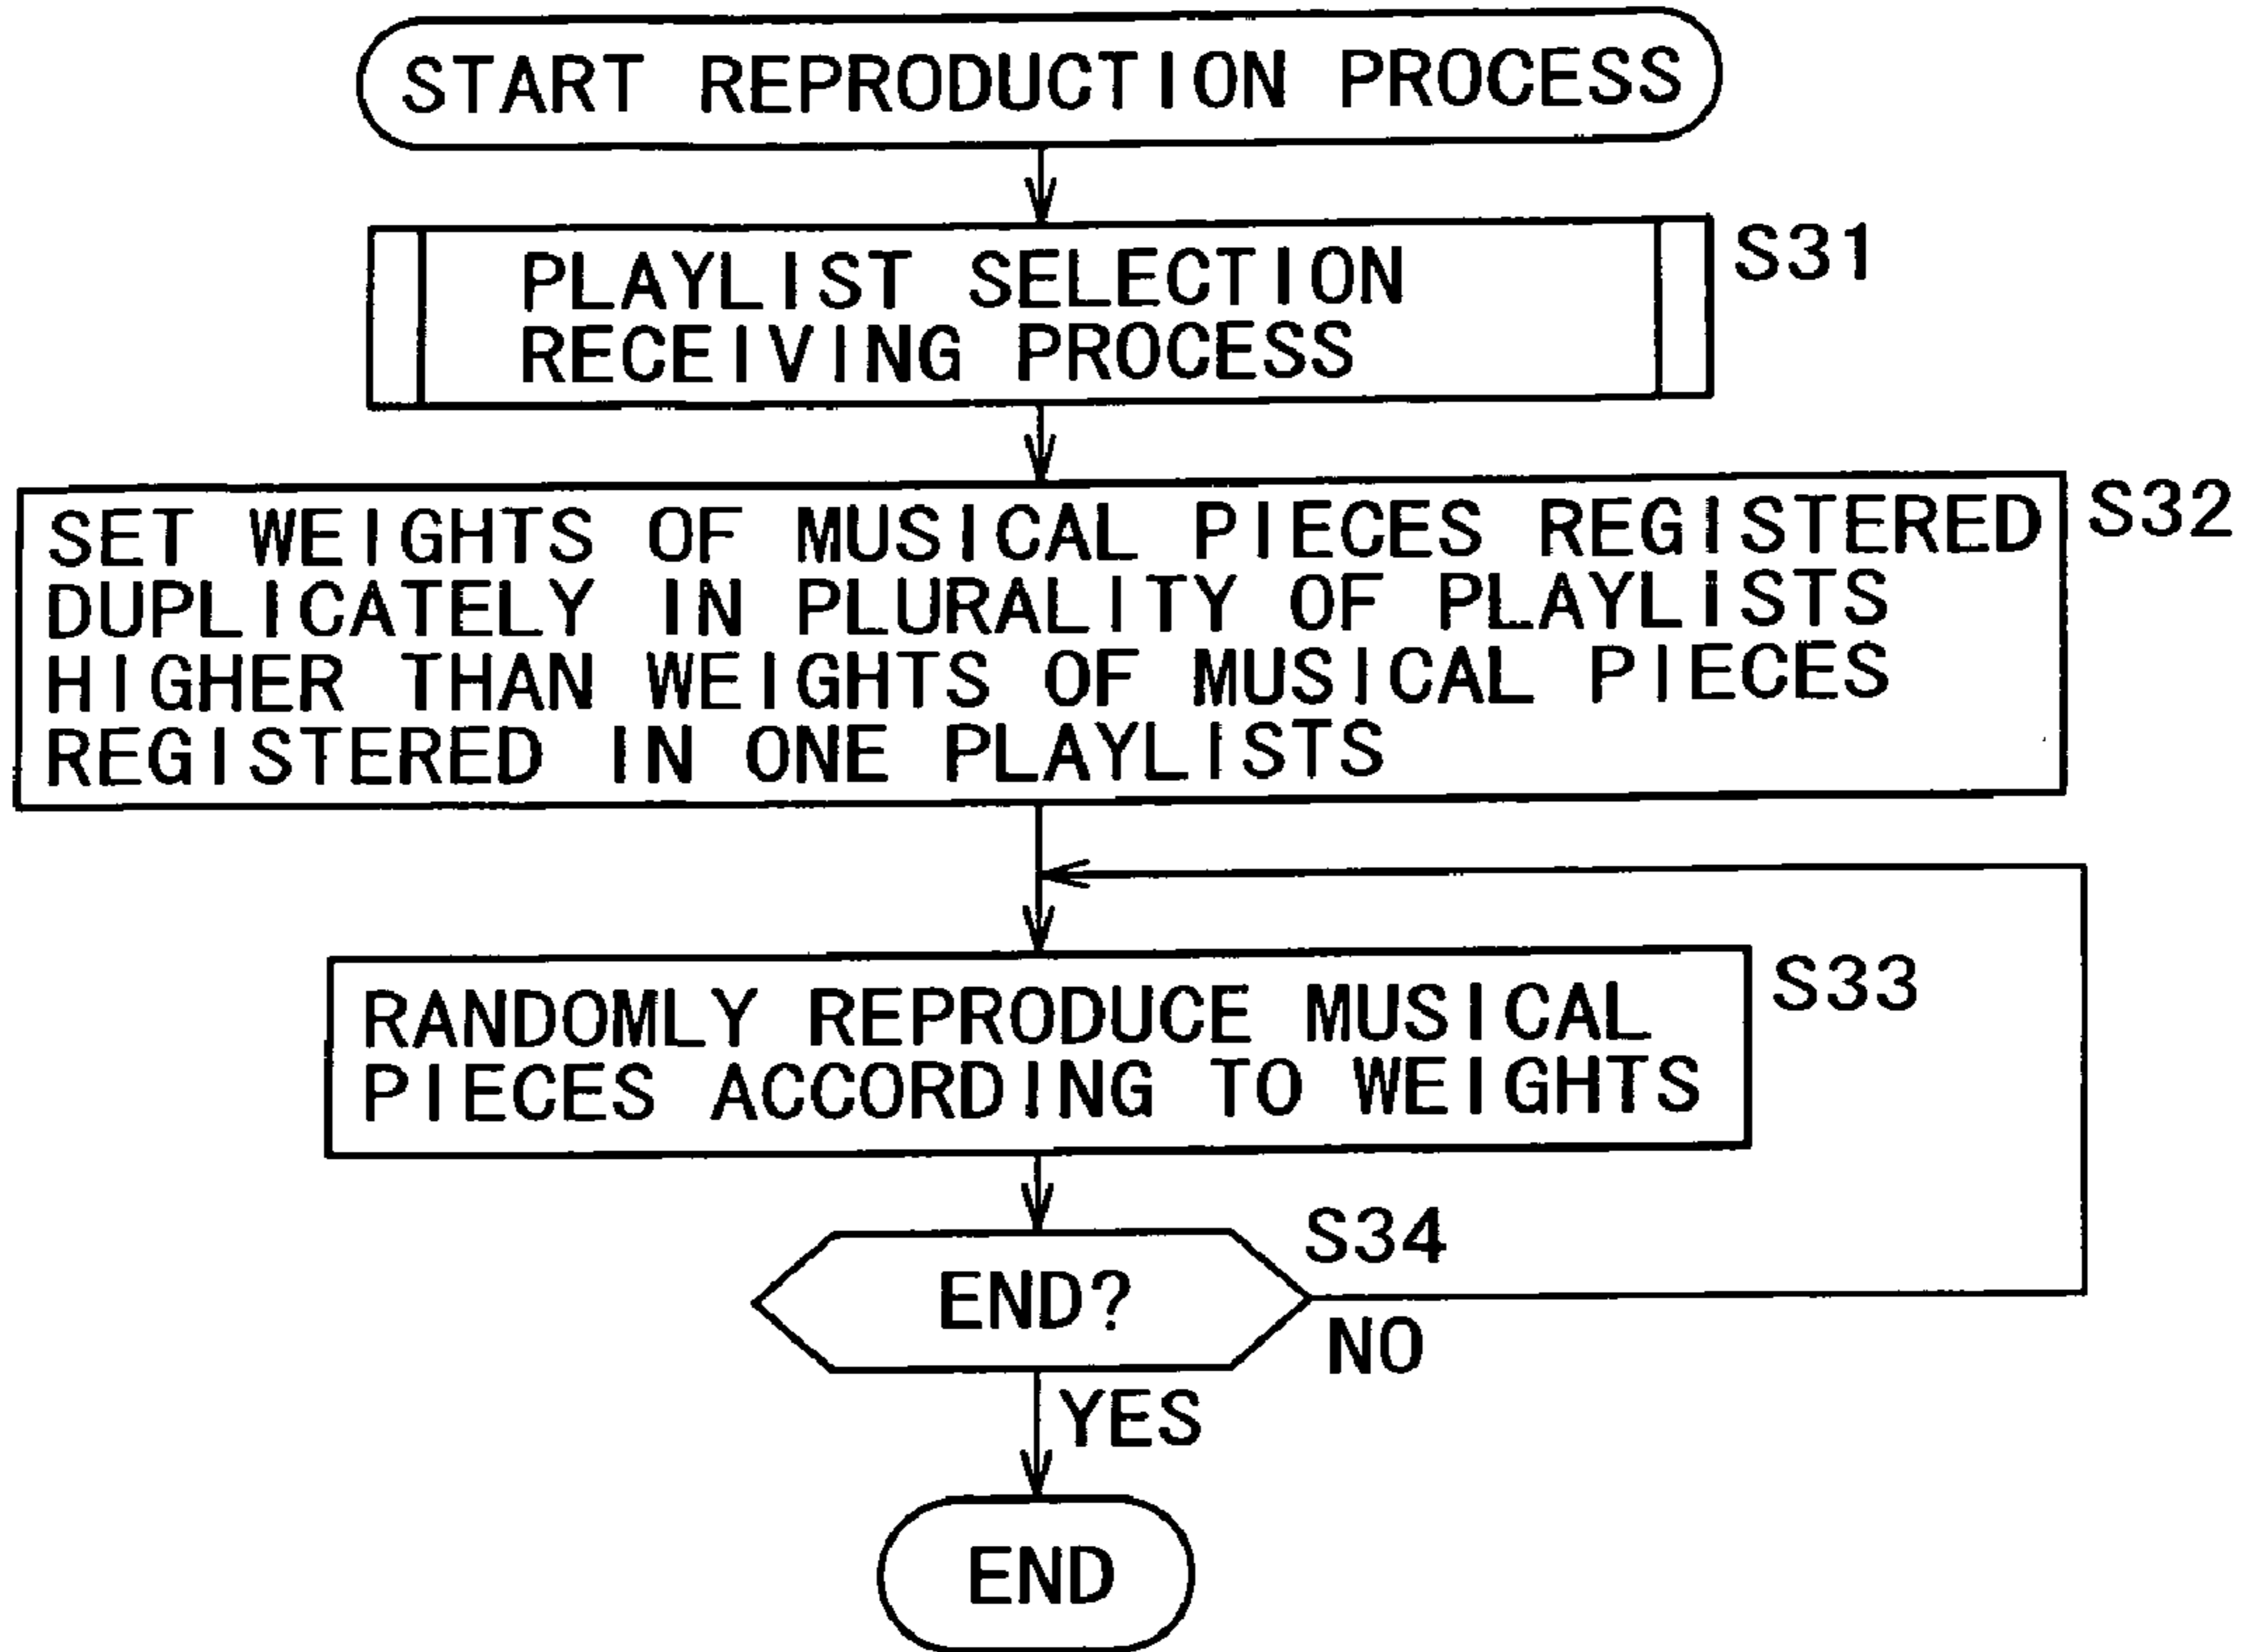 START REPRODUCTION PROCESS
PLAYLIST SELECTION
RECEIVING PROCESS
S31
SET WEIGHTS OF MUSICAL PIECES REGISTERED
DUPLICATELY IN PLURALITY OF PLAYLISTS
HIGHER THAN WEIGHTS OF MUSICAL PIECES
REGISTERED IN ONE PLAYLISTS
S32
RANDOMLY REPRODUCE MUSICAL
PIECES ACCORDING TO WEIGHTS
S33
S34
END?
NO
YES
END